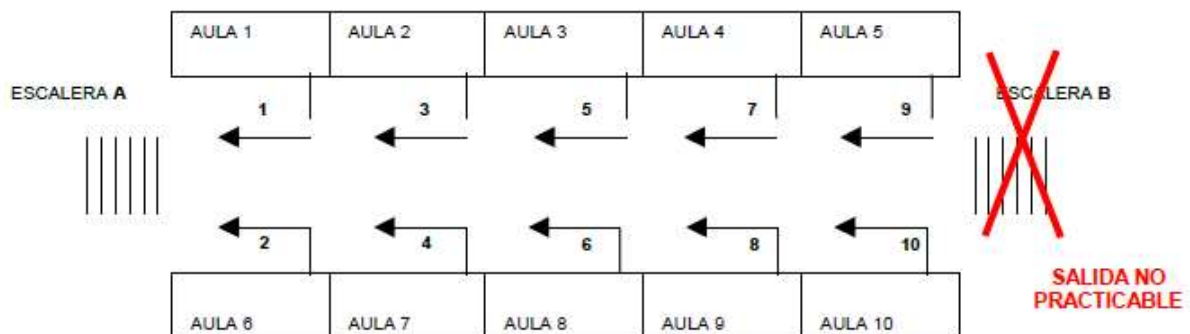 AULA 1 AULA 2 AULA 3 AULA 4 AULA 5
ESCALERA A
ESCALERA B
1 3 5 7 9
2 4 6 8 10
SALIDA NO
PRACTICABLE
AULA 6 AULA 7 AULA 8 AULA 9 AULA 10